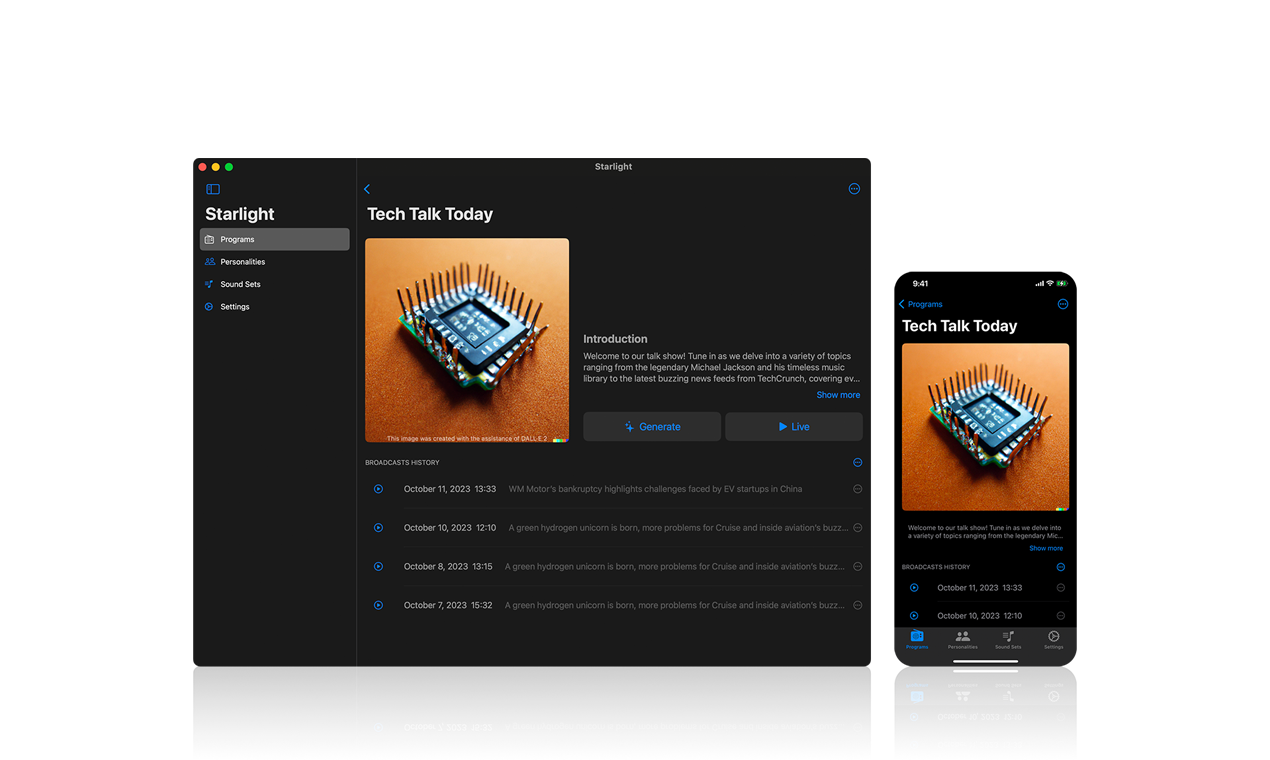 Starlight
Starlight
Programs
Personalities
Sound Sets
Settings
Tech Talk Today
This image was created with the assistance of DALL·E 2
Introduction
Welcome to our talk show! Tune in as we delve into a variety of topics
ranging from the legendary Michael Jackson and his timeless music
library to the latest buzzing news feeds from TechCrunch, covering ev...
Show more
Generate
Live
BROADCASTS HISTORY
October 11, 2023 13:33 WM Motor's bankruptcy highlights challenges faced by EV startups in China
October 10, 2023 12:10 A green hydrogen unicorn is born, more problems for Cruise and inside aviation's buzz...
October 8, 2023 13:15 A green hydrogen unicorn is born, more problems for Cruise and inside aviation's buzz...
October 7, 2023 15:32 A green hydrogen unicorn is born, more problems for Cruise and inside aviation's buzz...
9:41
Programs
Tech Talk Today
Welcome to our talk show! Tune in as we delve into
a variety of topics ranging from the legendary Mic...
Show more
BROADCASTS HISTORY
October 11, 2023 13:33
October 10, 2023 12:10
Programs
Personalities
Sound Sets
Settings